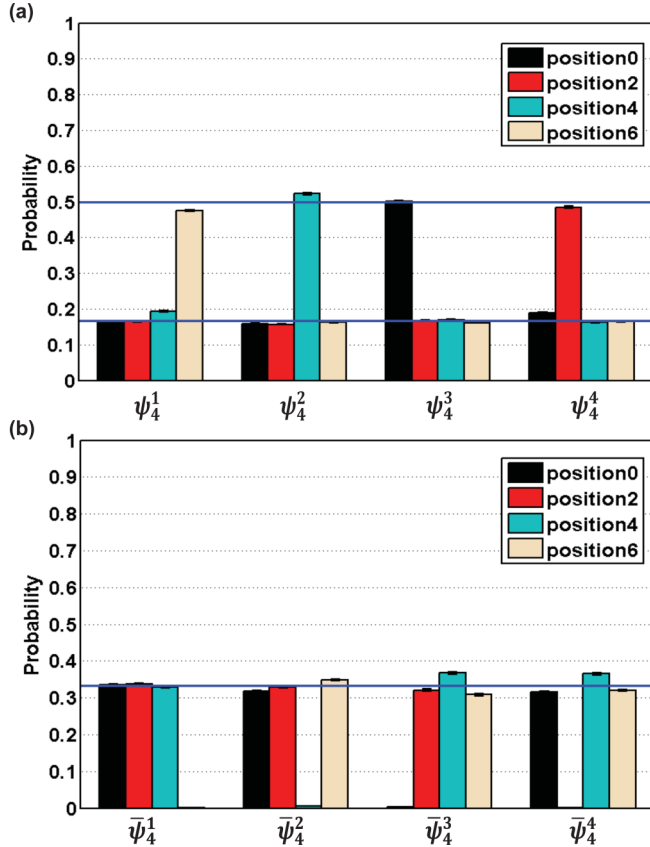 (a)
1
0.9
0.8
0.7
0.6
0.5
0.4
0.3
0.2
0.1
0
Probability
position0
position2
position4
position6
ψ₄¹ ψ₄² ψ₄³ ψ₄⁴
(b)
1
0.9
0.8
0.7
0.6
0.5
0.4
0.3
0.2
0.1
0
Probability
position0
position2
position4
position6
ψ̄₄¹ ψ̄₄² ψ̄₄³ ψ̄₄⁴